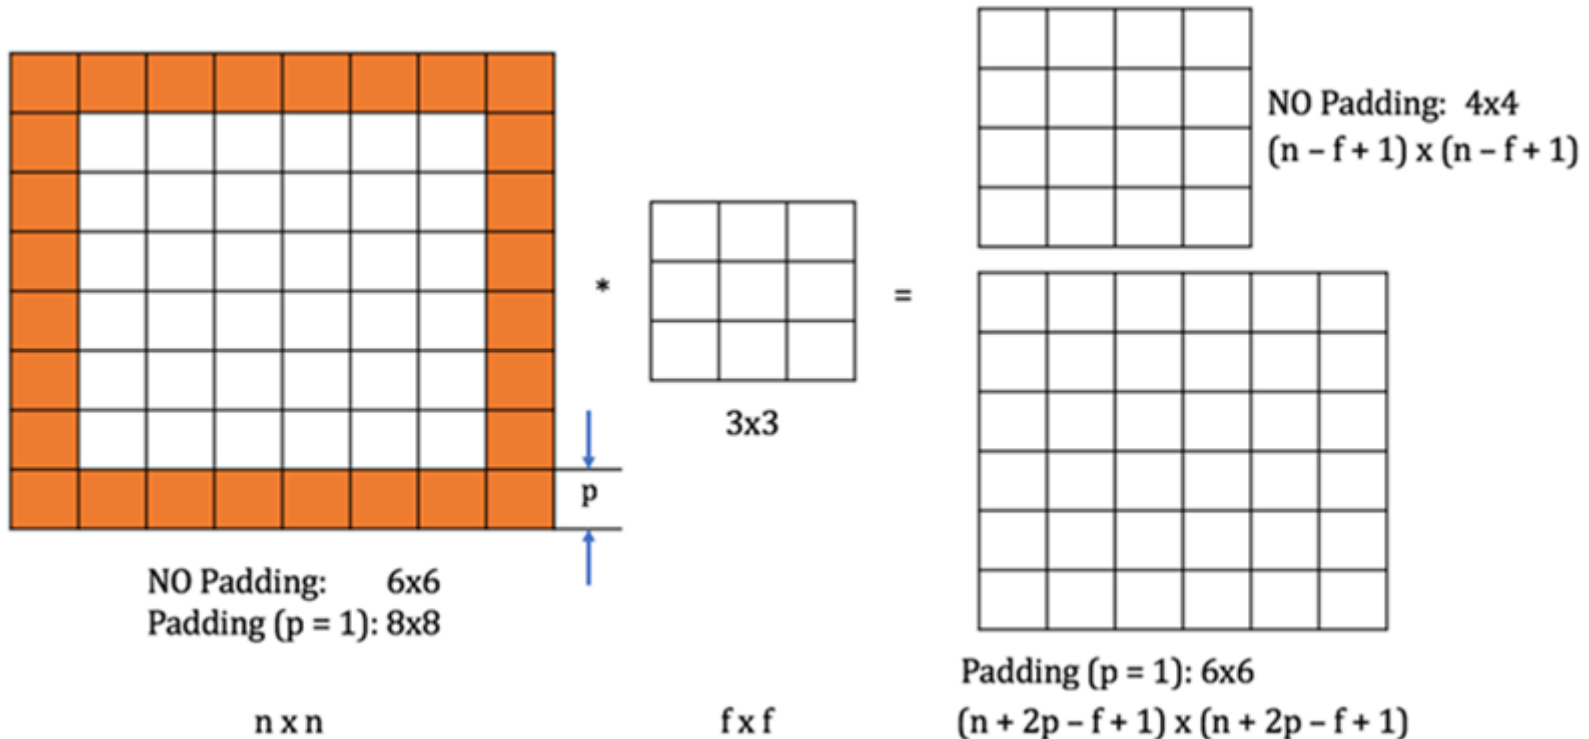 NO Padding: 4x4
(n – f + 1) x (n – f + 1)
*
=
3x3
p
NO Padding: 6x6
Padding (p = 1): 8x8
Padding (p = 1): 6x6
n x n
f x f
(n + 2p – f + 1) x (n + 2p – f + 1)